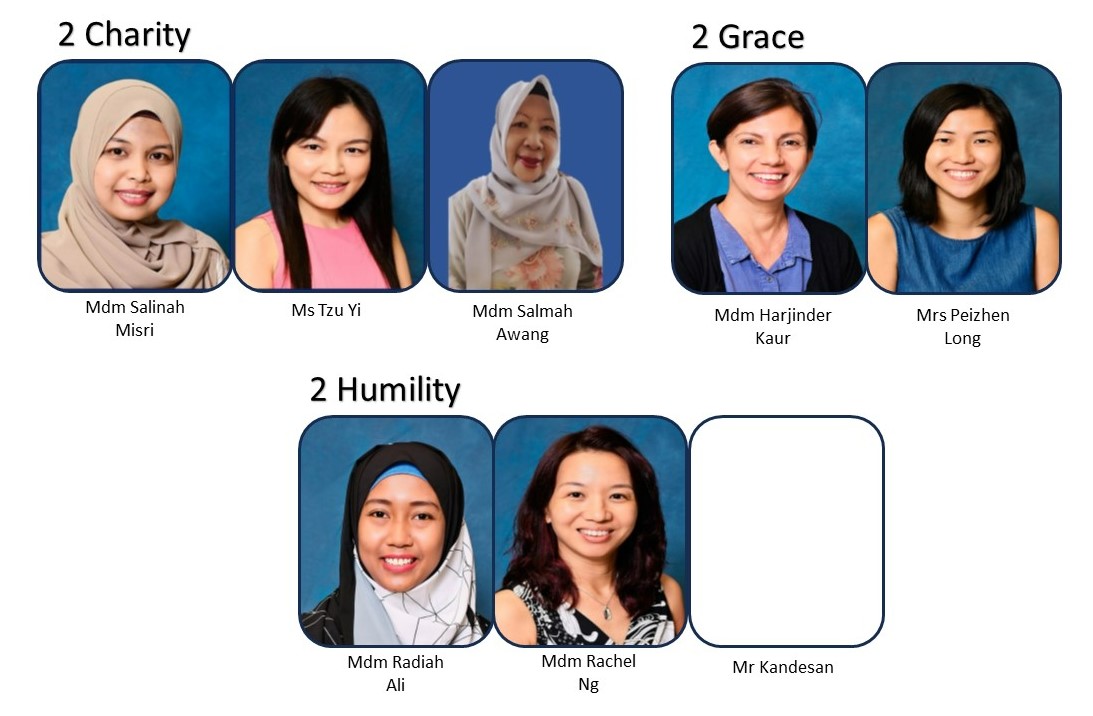 2 Charity
Mdm Salinah
Misri
Ms Tzu Yi
Mdm Salmah
Awang
2 Grace
Mdm Harjinder
Kaur
Mrs Peizhen
Long
2 Humility
Mdm Radiah
Ali
Mdm Rachel
Ng
Mr Kandesan